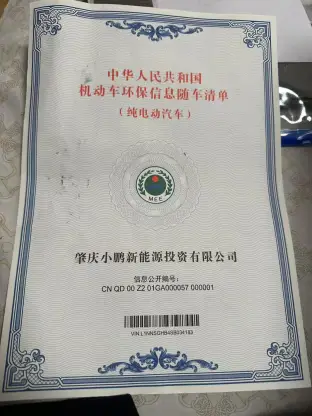 中华人民共和国
机动车环保信息随车清单
（纯电动汽车）
MEE
肇庆小鹏新能源投资有限公司
信息公开编号：
CN QD 00 Z2 01GA000057 000001